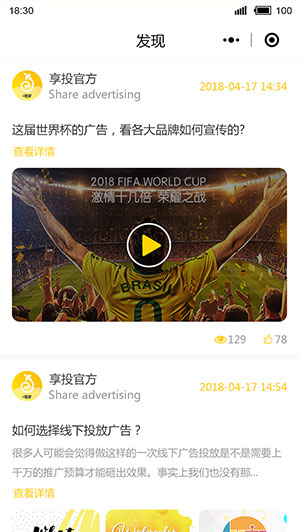 18:30
100
发现
享投官方
Share advertising
2018-04-17 14:34
这届世界杯的广告，看各大品牌如何宣传的?
查看详情
2018 FIFA WORLD CUP
激情十几倍 荣耀之战
BRASIL
0
129
78
享投官方
Share advertising
2018-04-17 14:54
如何选择线下投放广告？
很多人可能会觉得做这样的一次线下广告投放是不是需要上
千万的推广预算才能砸出效果。事实上我们也没有那...
查看详情